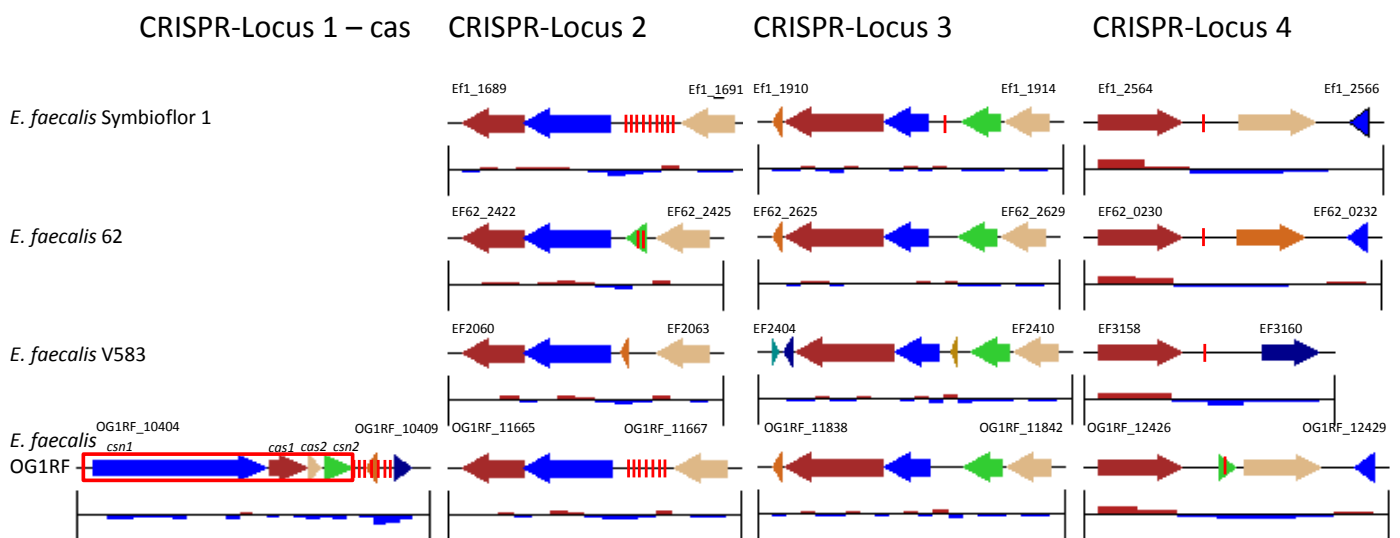 CRISPR-Locus 1 – cas CRISPR-Locus 2 CRISPR-Locus 3 CRISPR-Locus 4
Ef1_1689 Ef1_1691 Ef1_1910 Ef1_1914 Ef1_2564 Ef1_2566
E. faecalis Symbioflor 1
EF62_2422 EF62_2425 EF62_2625 EF62_2629 EF62_0230 EF62_0232
E. faecalis 62
EF2060 EF2063 EF2404 EF2410 EF3158 EF3160
E. faecalis V583
OG1RF_10404 OG1RF_10409 OG1RF_11665 OG1RF_11667 OG1RF_11838 OG1RF_11842 OG1RF_12426 OG1RF_12429
E. faecalis
csn1 cas1 cas2 csn2
OG1RF